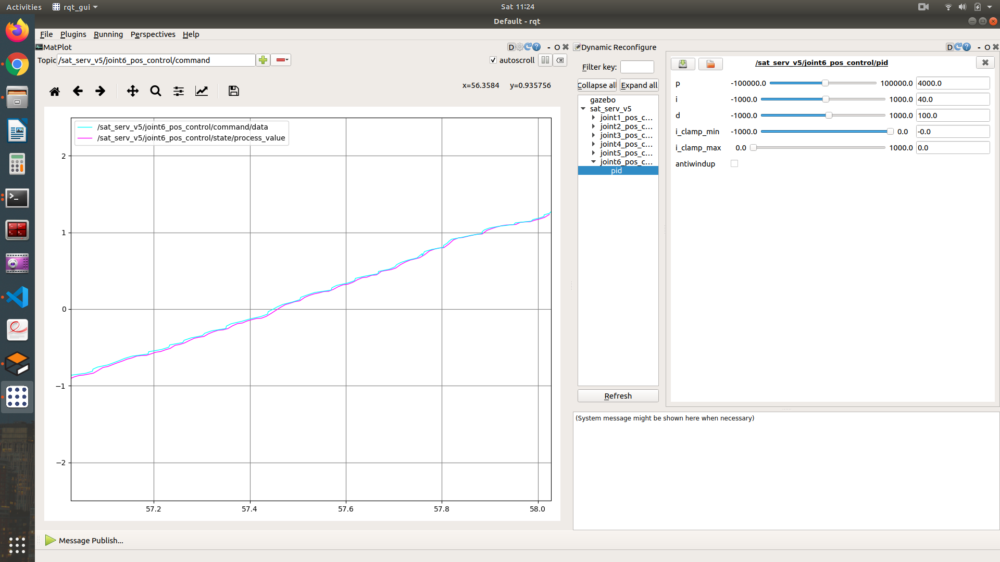 Activities rqt_gui Sat 11:24
Default - rqt
File Plugins Running Perspectives Help
MatPlot D - O
Topic /sat_serv_v5/joint6_pos_control/command autoscroll
x=56.3584 y=0.935756
/sat_serv_v5/joint6_pos_control/command/data
/sat_serv_v5/joint6_pos_control/state/process_value
2
1
0
−1
−2
57.2 57.4 57.6 57.8 58.0
Message Publish...
Dynamic Reconfigure D - O
Filter key:
Collapse all Expand all
gazebo
sat_serv_v5
joint1_pos_c...
joint2_pos_c...
joint3_pos_c...
joint4_pos_c...
joint5_pos_c...
joint6_pos_c...
pid
Refresh
/sat_serv_v5/joint6_pos_control/pid
p -100000.0 100000.0 4000.0
i -1000.0 1000.0 40.0
d -1000.0 1000.0 100.0
i_clamp_min -1000.0 0.0 -0.0
i_clamp_max 0.0 1000.0 0.0
antiwindup
(System message might be shown here when necessary)